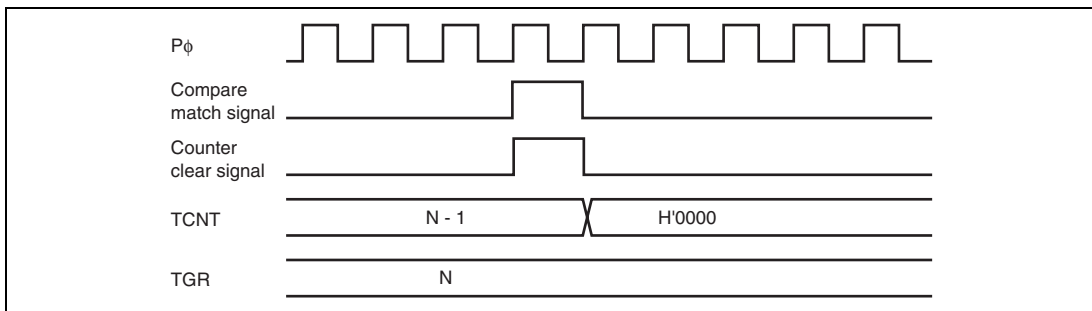 Pϕ
Compare
match signal
Counter
clear signal
TCNT
N - 1
H'0000
TGR
N